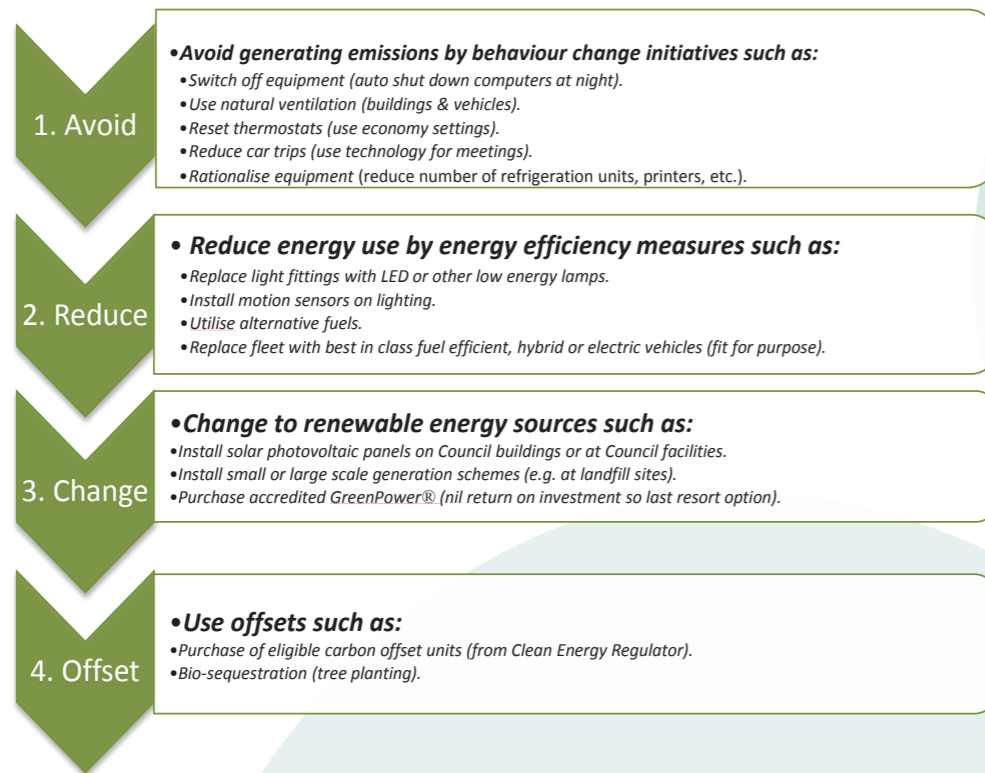 1. Avoid
•Avoid generating emissions by behaviour change initiatives such as:
•Switch off equipment (auto shut down computers at night).
•Use natural ventilation (buildings & vehicles).
•Reset thermostats (use economy settings).
•Reduce car trips (use technology for meetings).
•Rationalise equipment (reduce number of refrigeration units, printers, etc.).
2. Reduce
• Reduce energy use by energy efficiency measures such as:
•Replace light fittings with LED or other low energy lamps.
•Install motion sensors on lighting.
•Utilise alternative fuels.
•Replace fleet with best in class fuel efficient, hybrid or electric vehicles (fit for purpose).
3. Change
•Change to renewable energy sources such as:
•Install solar photovoltaic panels on Council buildings or at Council facilities.
•Install small or large scale generation schemes (e.g. at landfill sites).
•Purchase accredited GreenPower® (nil return on investment so last resort option).
4. Offset
•Use offsets such as:
•Purchase of eligible carbon offset units (from Clean Energy Regulator).
•Bio-sequestration (tree planting).